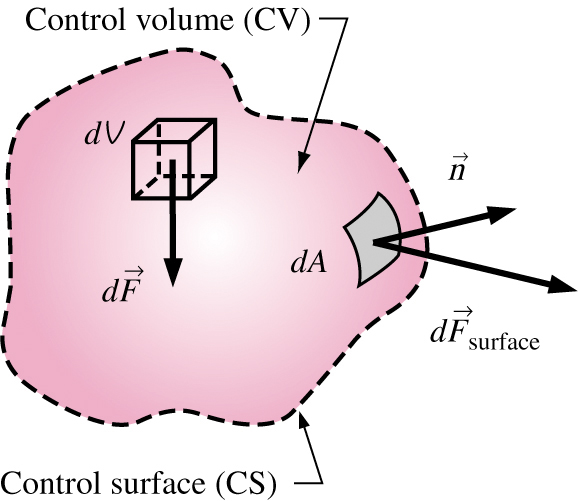 Control volume (CV)
dV
n⃗
dA
dF⃗
dF⃗surface
Control surface (CS)